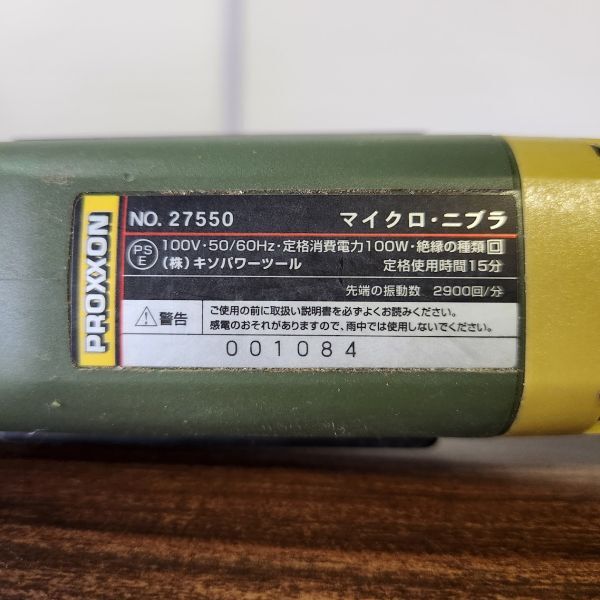 PROXXON
NO. 27550 マイクロ・ニブラ
PS E 100V・50/60Hz・定格消費電力100W・絶縁の種類回
(株)キソパワーツール 定格使用時間15分
先端の振動数 2900回/分
警告 ご使用の前に取扱い説明書を必ずよくお読みください。
感電のおそれがありますので、雨中では使用しないでください。
001084